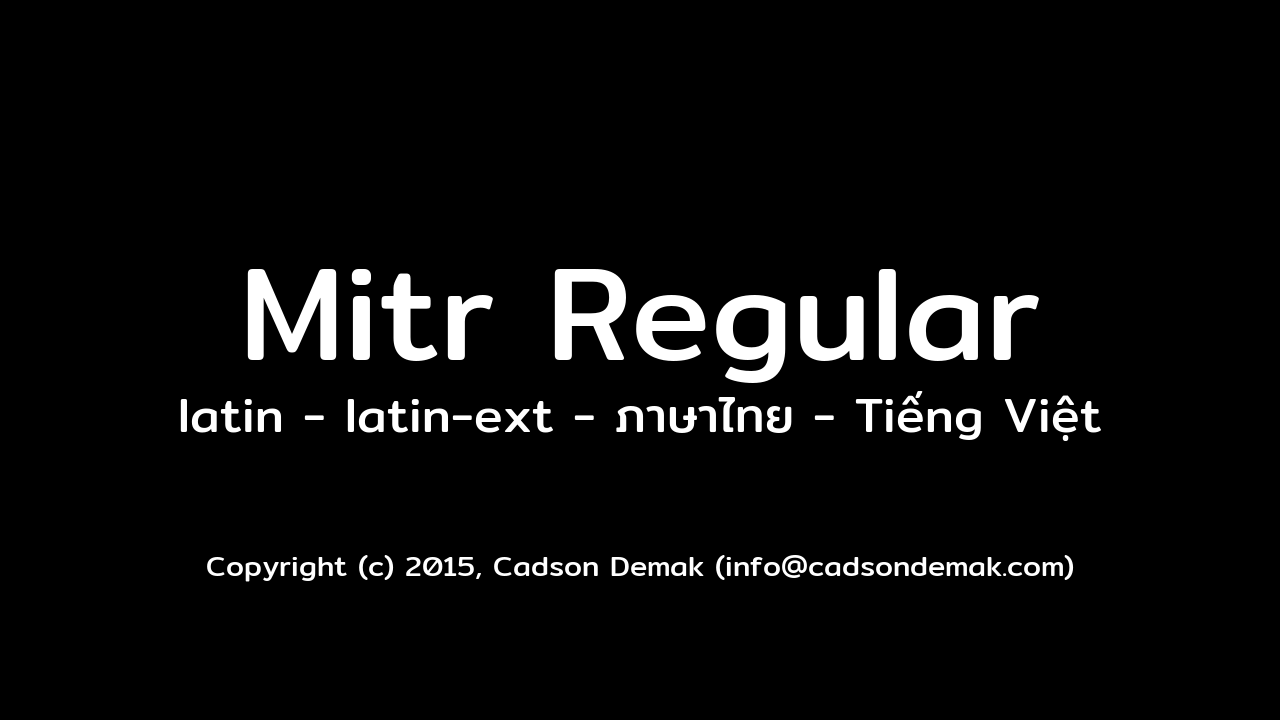 Mitr Regular
latin - latin-ext - ภาษาไทย - Tiếng Việt
Copyright (c) 2015, Cadson Demak (info@cadsondemak.com)